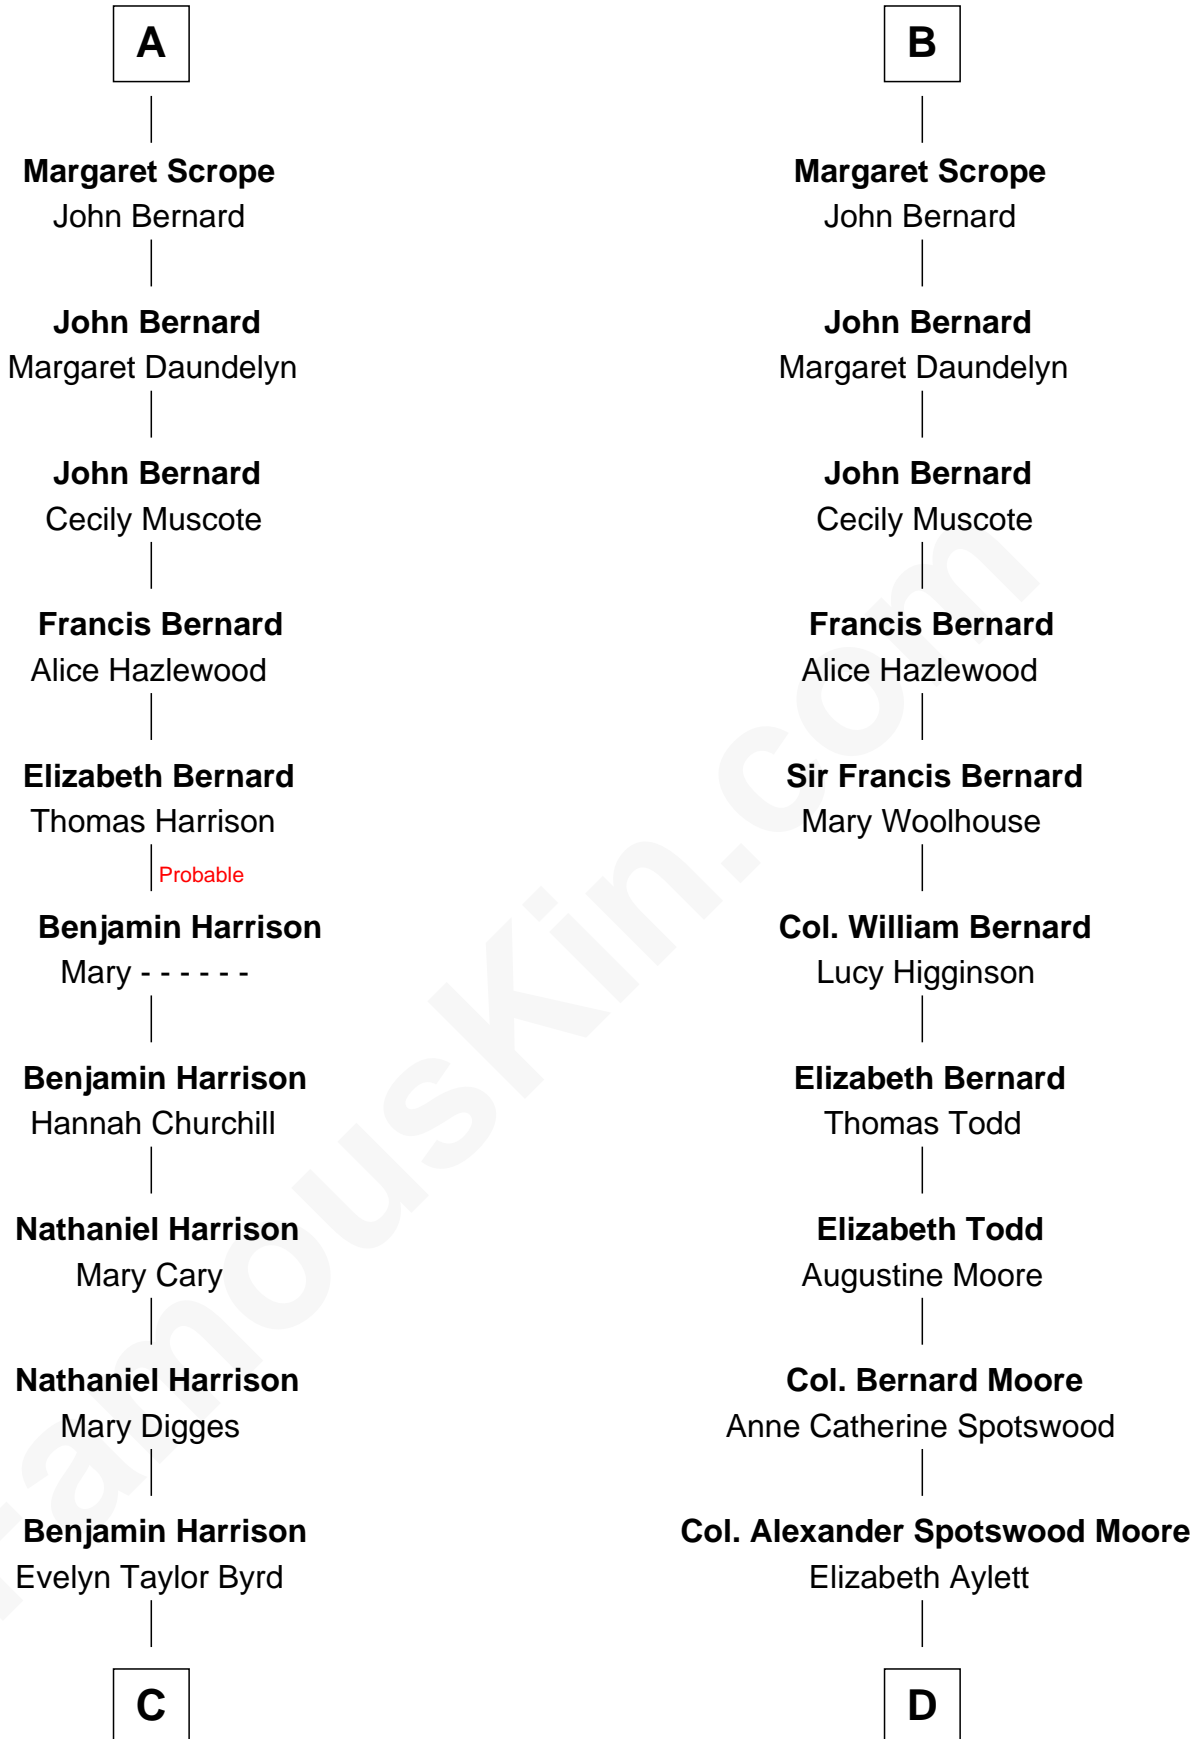 A
Margaret Scrope
John Bernard
John Bernard
Margaret Daundelyn
John Bernard
Cecily Muscote
Francis Bernard
Alice Hazlewood
Elizabeth Bernard
Thomas Harrison
Probable
Benjamin Harrison
Mary - - - - - -
Benjamin Harrison
Hannah Churchill
Nathaniel Harrison
Mary Cary
Nathaniel Harrison
Mary Digges
Benjamin Harrison
Evelyn Taylor Byrd
C
B
Margaret Scrope
John Bernard
John Bernard
Margaret Daundelyn
John Bernard
Cecily Muscote
Francis Bernard
Alice Hazlewood
Sir Francis Bernard
Mary Woolhouse
Col. William Bernard
Lucy Higginson
Elizabeth Bernard
Thomas Todd
Elizabeth Todd
Augustine Moore
Col. Bernard Moore
Anne Catherine Spotswood
Col. Alexander Spotswood Moore
Elizabeth Aylett
D
FamousKin.com